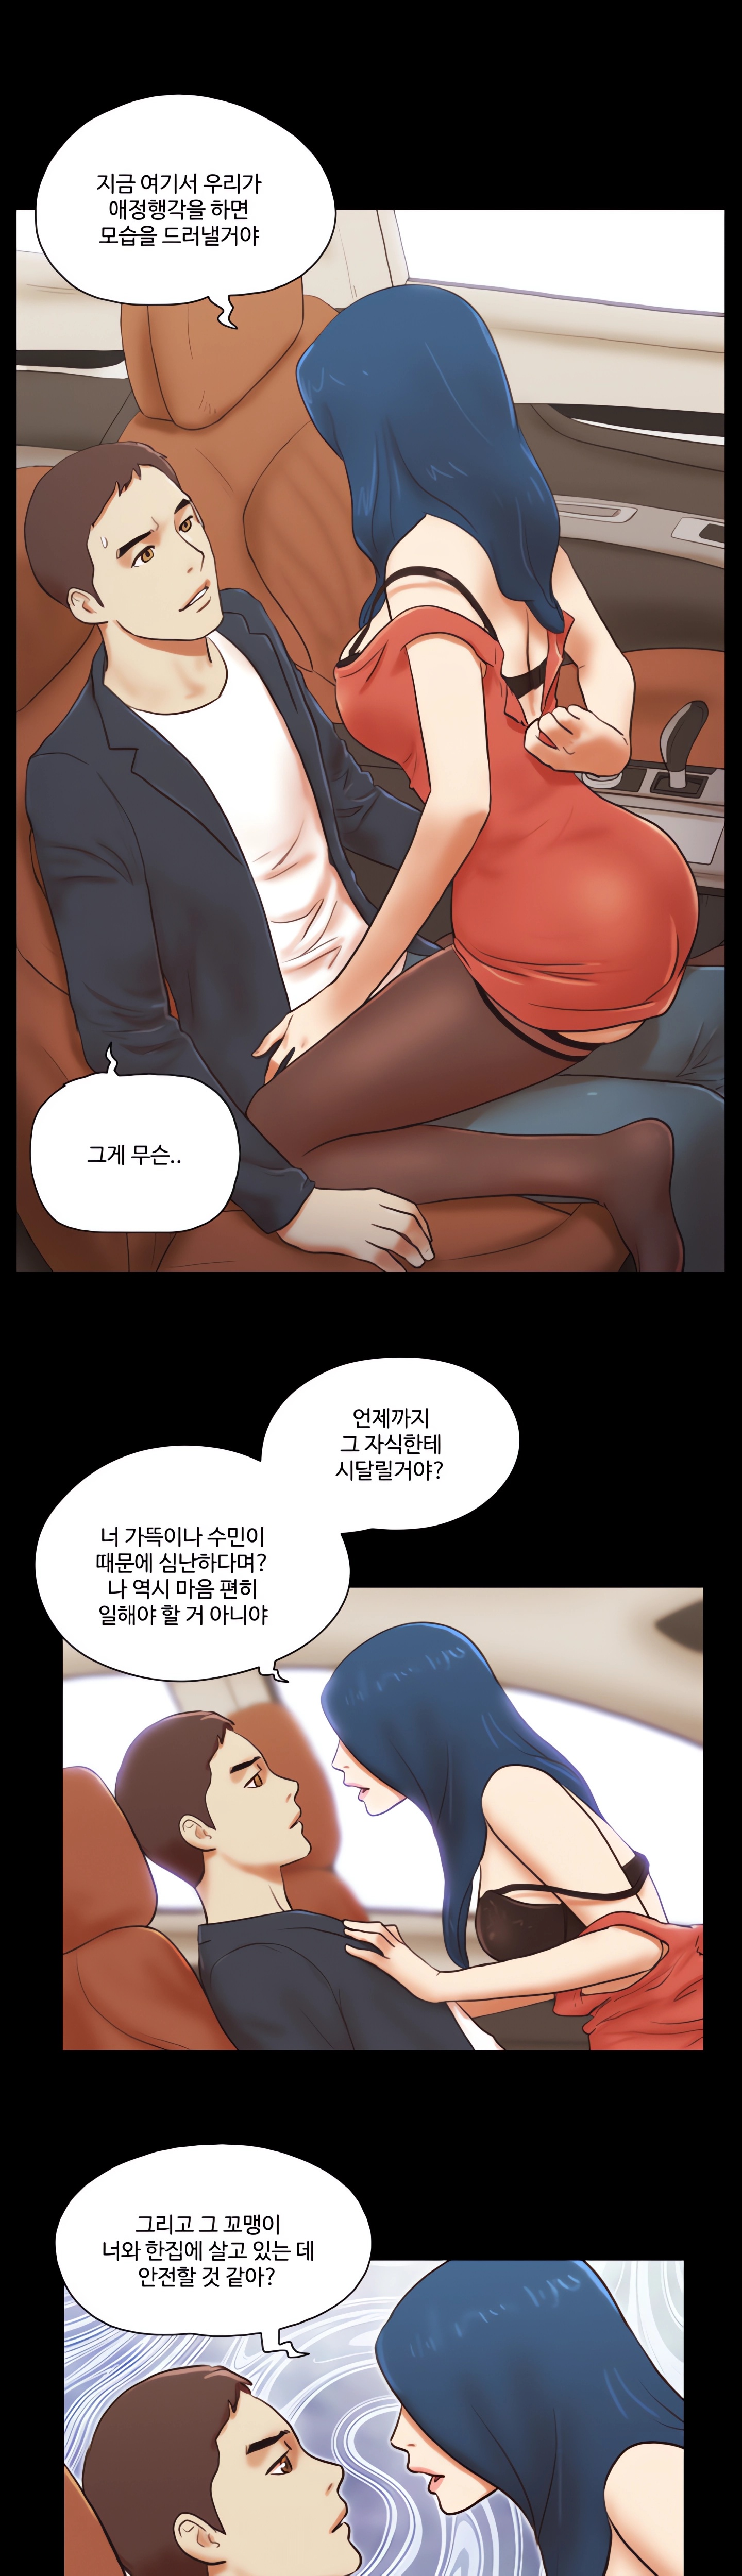 지금 여기서 우리가
애정행각을 하면
모습을 드러낼거야
그게 무슨..
언제까지
그 자식한테
시달릴거야?
너 가뜩이나 수민이
때문에 심난하다며?
나 역시 마음 편히
일해야 할 거 아니야
그리고 그 꼬맹이
너와 한집에 살고 있는 데
안전할 것 같아?